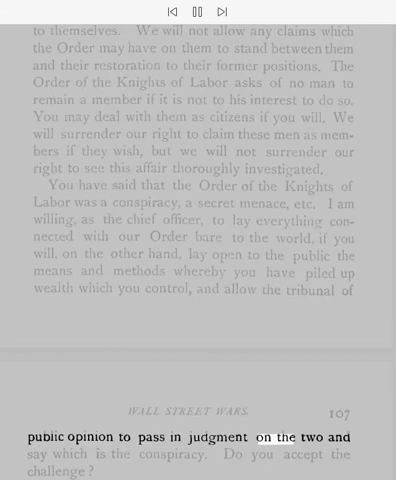 to themselves. We will not allow any claims which
the Order may have on them to stand between them
and their restoration to their former positions. The
Order of the Knights of Labor asks of no man to
remain a member if it is not to his interest to do so.
You may deal with them as citizens if you will. We
will surrender our right to claim these men as mem-
bers if they wish, but we will not surrender our
right to see this affair thoroughly investigated.
You have said that the Order of the Knights of
Labor was a conspiracy, a secret menace, etc. I am
willing, as the chief officer, to lay everything con-
nected with our Order bare to the world, if you
will, on the other hand, lay open to the public the
means and methods whereby you have piled up
wealth which you control, and allow the tribunal of
WALL STREET WARS. 107
public opinion to pass in judgment on the two and
say which is the conspiracy. Do you accept the
challenge?